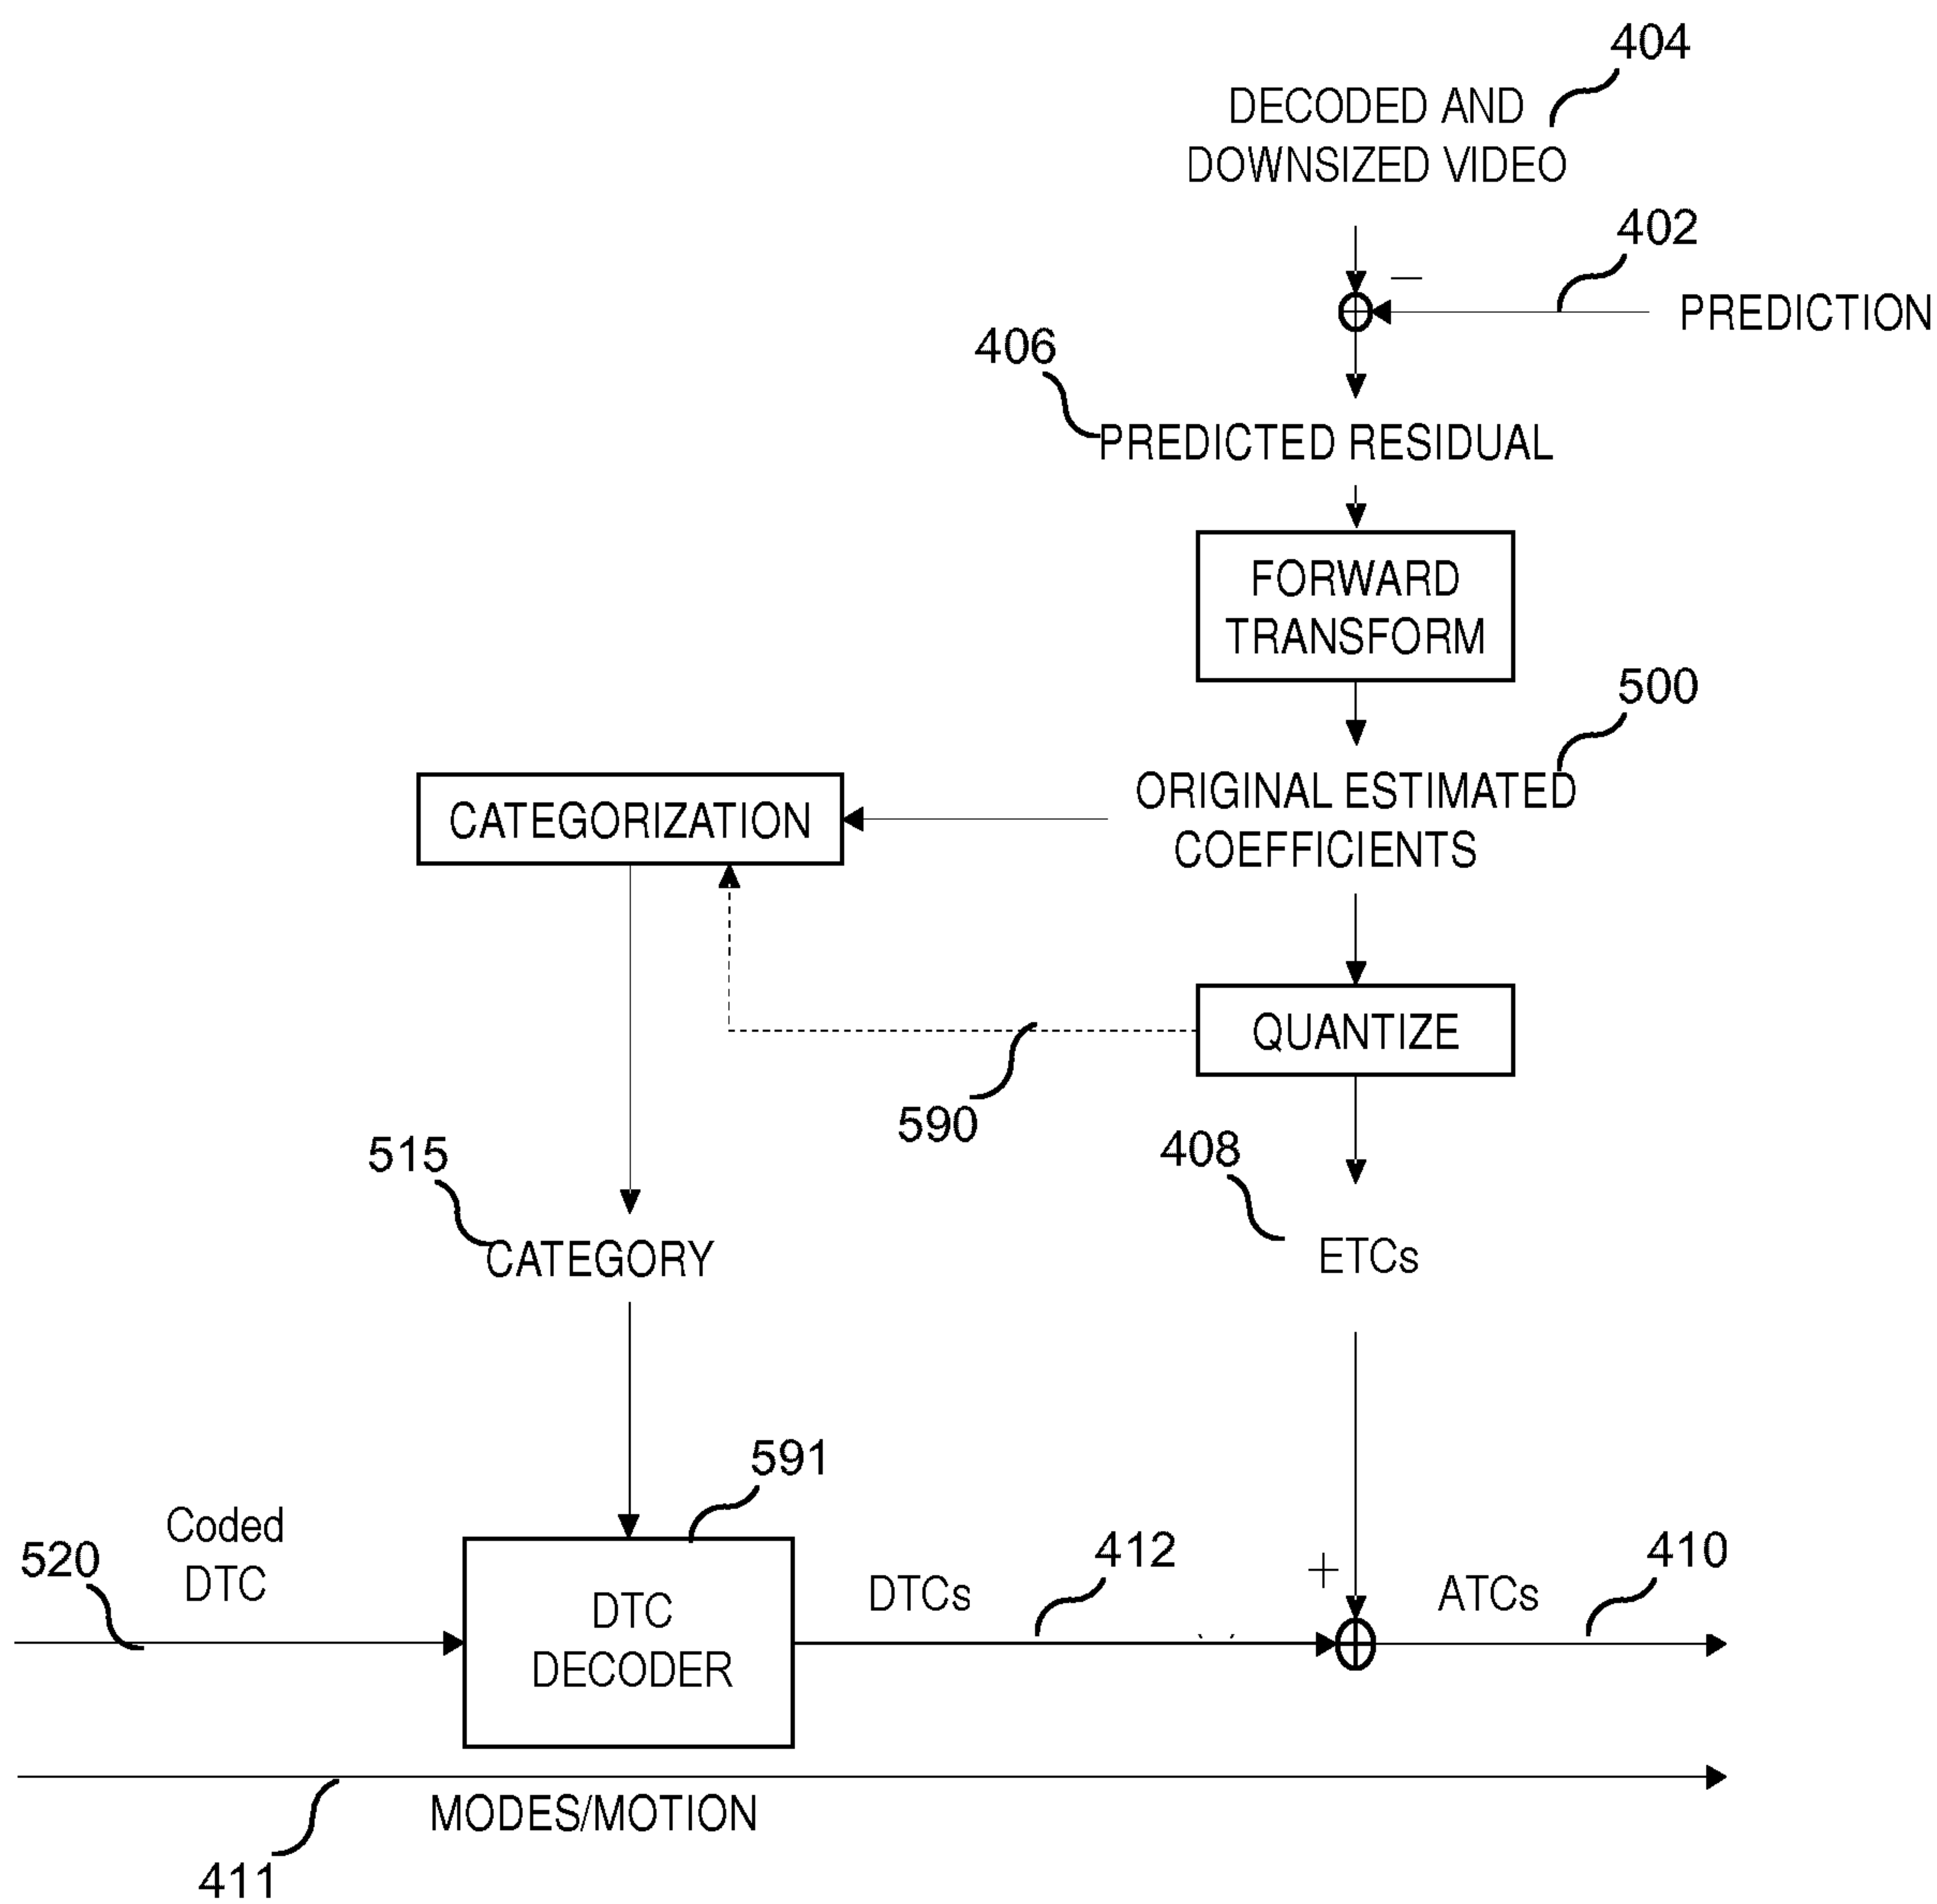 404
DECODED AND
DOWNSIZED VIDEO
402
−
PREDICTION
406
PREDICTED RESIDUAL
FORWARD
TRANSFORM
500
ORIGINAL ESTIMATED
COEFFICIENTS
CATEGORIZATION
QUANTIZE
590
408
515
CATEGORY
ETCs
591
Coded
DTC
520
DTC
DECODER
DTCs
412
+
ATCs
410
MODES/MOTION
411